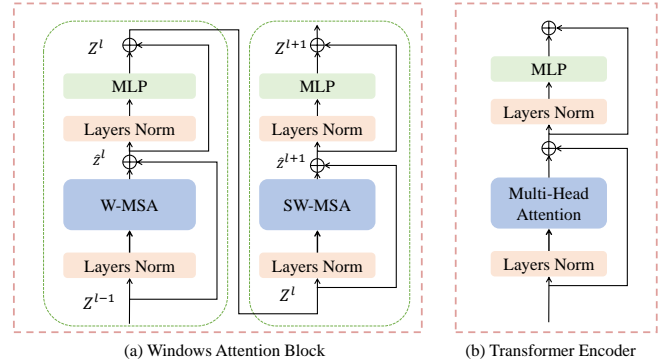 Z^l
MLP
Layers Norm
ẑ^l
W-MSA
Layers Norm
Z^{l-1}
Z^{l+1}
MLP
Layers Norm
ẑ^{l+1}
SW-MSA
Layers Norm
Z^l
(a) Windows Attention Block
MLP
Layers Norm
Multi-Head
Attention
Layers Norm
(b) Transformer Encoder